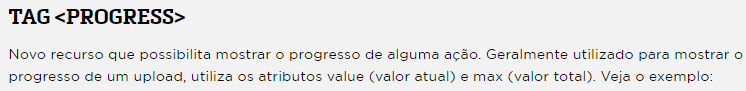 TAG <PROGRESS>
Novo recurso que possibilita mostrar o progresso de alguma ação. Geralmente utilizado para mostrar o
progresso de um upload, utiliza os atributos value (valor atual) e max (valor total). Veja o exemplo: